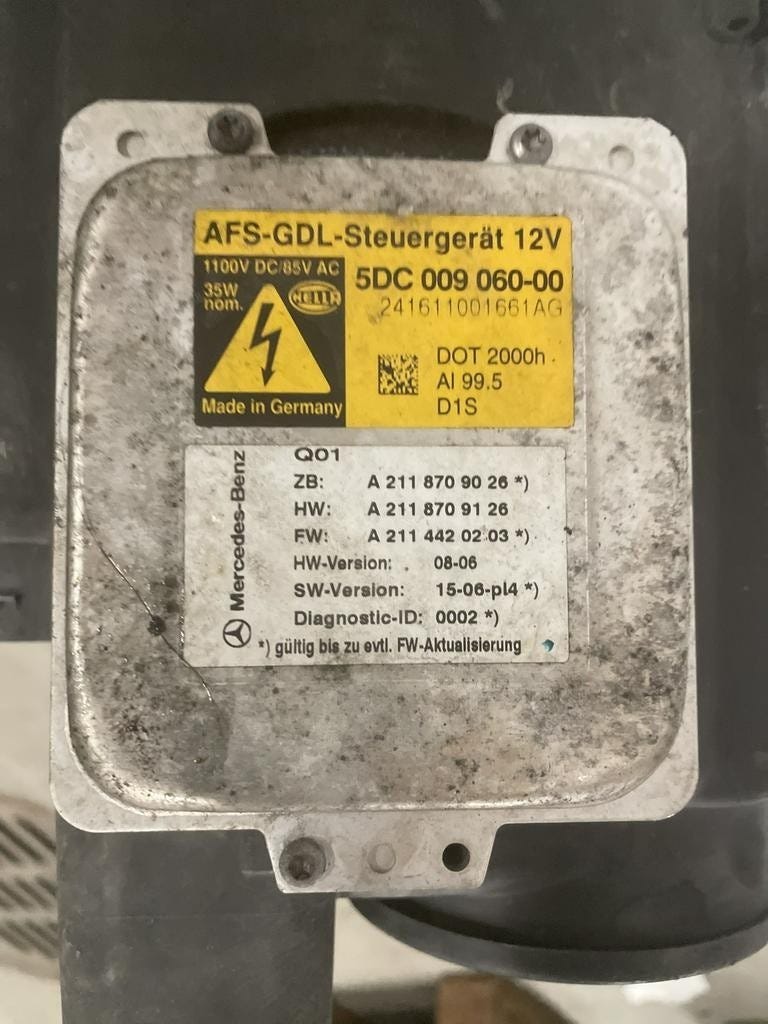 AFS-GDL-Steuergerät 12V
1100V DC/85V AC
35W
nom.
HELLA
5DC 009 060-00
241611001661AG
DOT 2000h
Al 99.5
D1S
Made in Germany
Mercedes-Benz
Q01
ZB: A 211 870 90 26 *)
HW: A 211 870 91 26
FW: A 211 442 02 03 *)
HW-Version: 08-06
SW-Version: 15-06-pl4 *)
Diagnostic-ID: 0002 *)
*) gültig bis zu evtl. FW-Aktualisierung